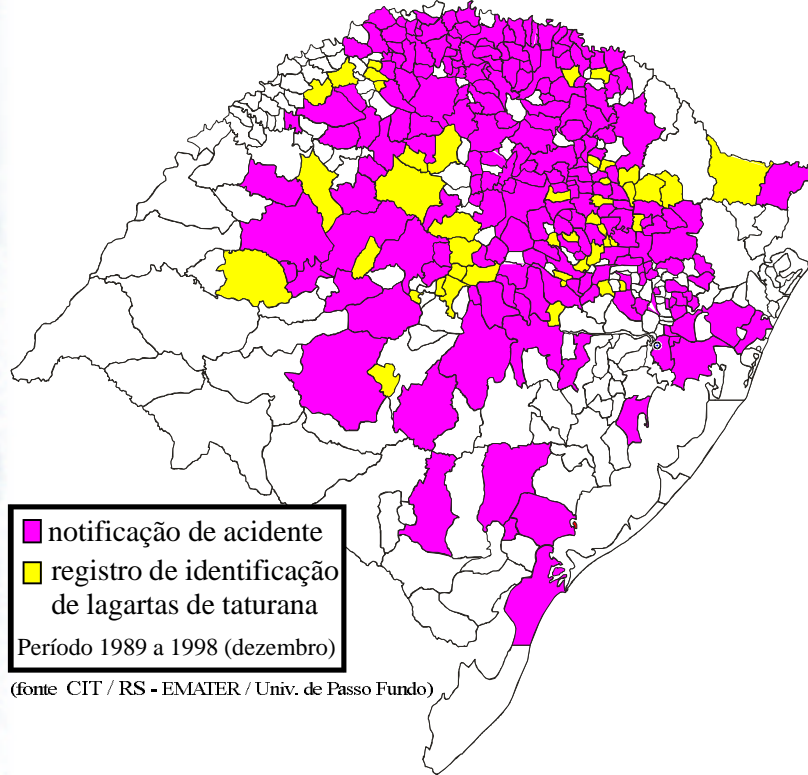 notificação de acidente
registro de identificação
de lagartas de taturana
Período 1989 a 1998 (dezembro)
(fonte CIT / RS - EMATER / Univ. de Passo Fundo)